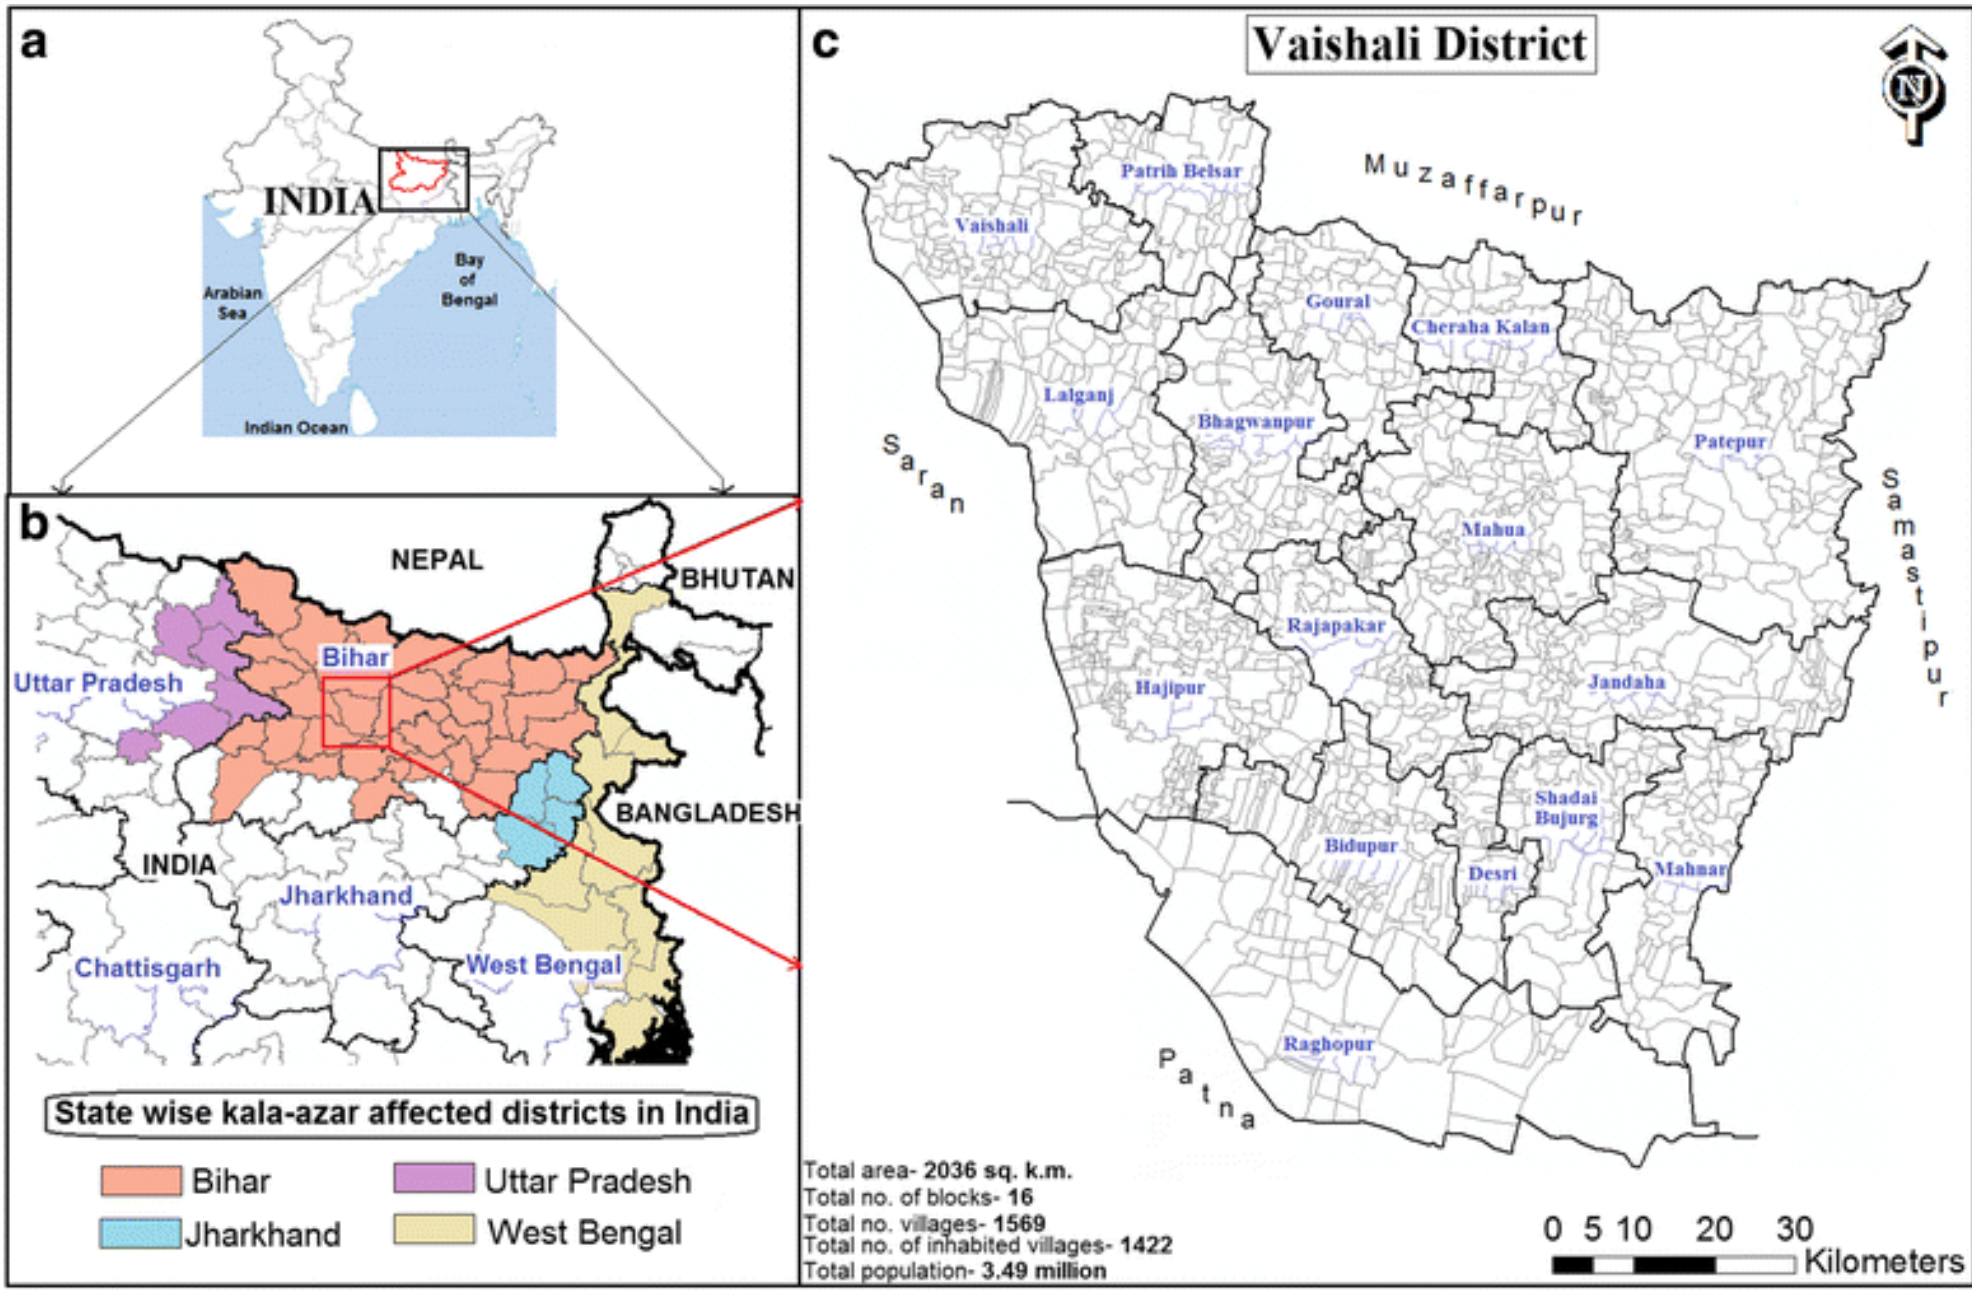 a
INDIA
Arabian
Sea
Bay
of
Bengal
Indian Ocean
b
NEPAL
BHUTAN
Bihar
Uttar Pradesh
BANGLADESH
INDIA
Jharkhand
Chattisgarh
West Bengal
State wise kala-azar affected districts in India
Bihar
Uttar Pradesh
Jharkhand
West Bengal
c
Vaishali District
N
Muzaffarpur
Patrih Belsar
Vaishali
Goural
Cheraha Kalan
Lalganj
Bhagwanpur
Patepur
Saran
Samastipur
Mahua
Rajapakar
Hajipur
Jandaha
Shadai
Bujurg
Bidupur
Desri
Mahnar
Raghopur
Patna
Total area- 2036 sq. k.m.
Total no. of blocks- 16
Total no. villages- 1569
Total no. of inhabited villages- 1422
Total population- 3.49 million
0 5 10 20 30
Kilometers